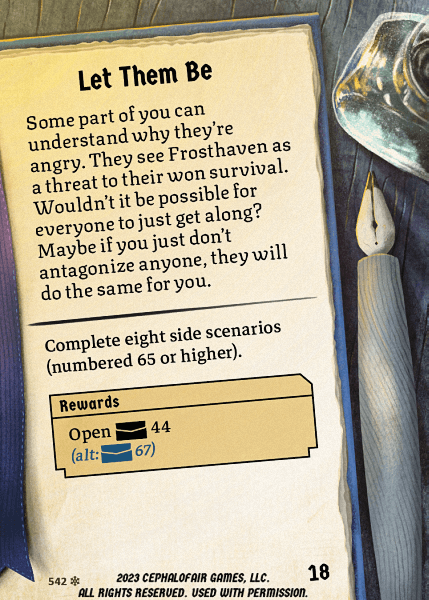 Let Them Be
Some part of you can
understand why they're
angry. They see Frosthaven as
a threat to their won survival.
Wouldn't it be possible for
everyone to just get along?
Maybe if you just don't
antagonize anyone, they will
do the same for you.
Complete eight side scenarios
(numbered 65 or higher).
Rewards
Open 44
(alt: 67)
542
2023 CEPHALOFAIR GAMES, LLC.
ALL RIGHTS RESERVED. USED WITH PERMISSION.
18